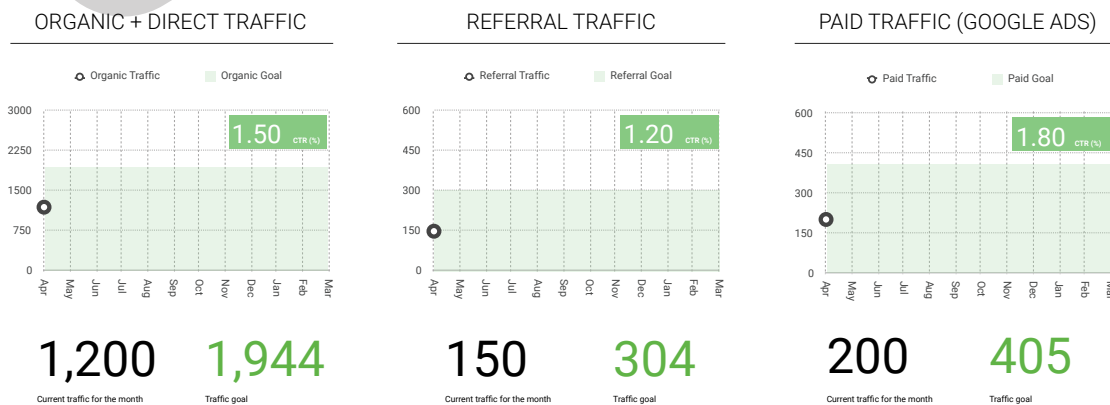 ORGANIC + DIRECT TRAFFIC
Organic Traffic Organic Goal
3000
2250
1500
750
0
1.50 CTR (%)
Apr May Jun Jul Aug Sep Oct Nov Dec Jan Feb Mar
1,200 1,944
Current traffic for the month Traffic goal
REFERRAL TRAFFIC
Referral Traffic Referral Goal
600
450
300
150
0
1.20 CTR (%)
Apr May Jun Jul Aug Sep Oct Nov Dec Jan Feb Mar
150 304
Current traffic for the month Traffic goal
PAID TRAFFIC (GOOGLE ADS)
Paid Traffic Paid Goal
600
450
300
150
0
1.80 CTR (%)
Apr May Jun Jul Aug Sep Oct Nov Dec Jan Feb Mar
200 405
Current traffic for the month Traffic goal